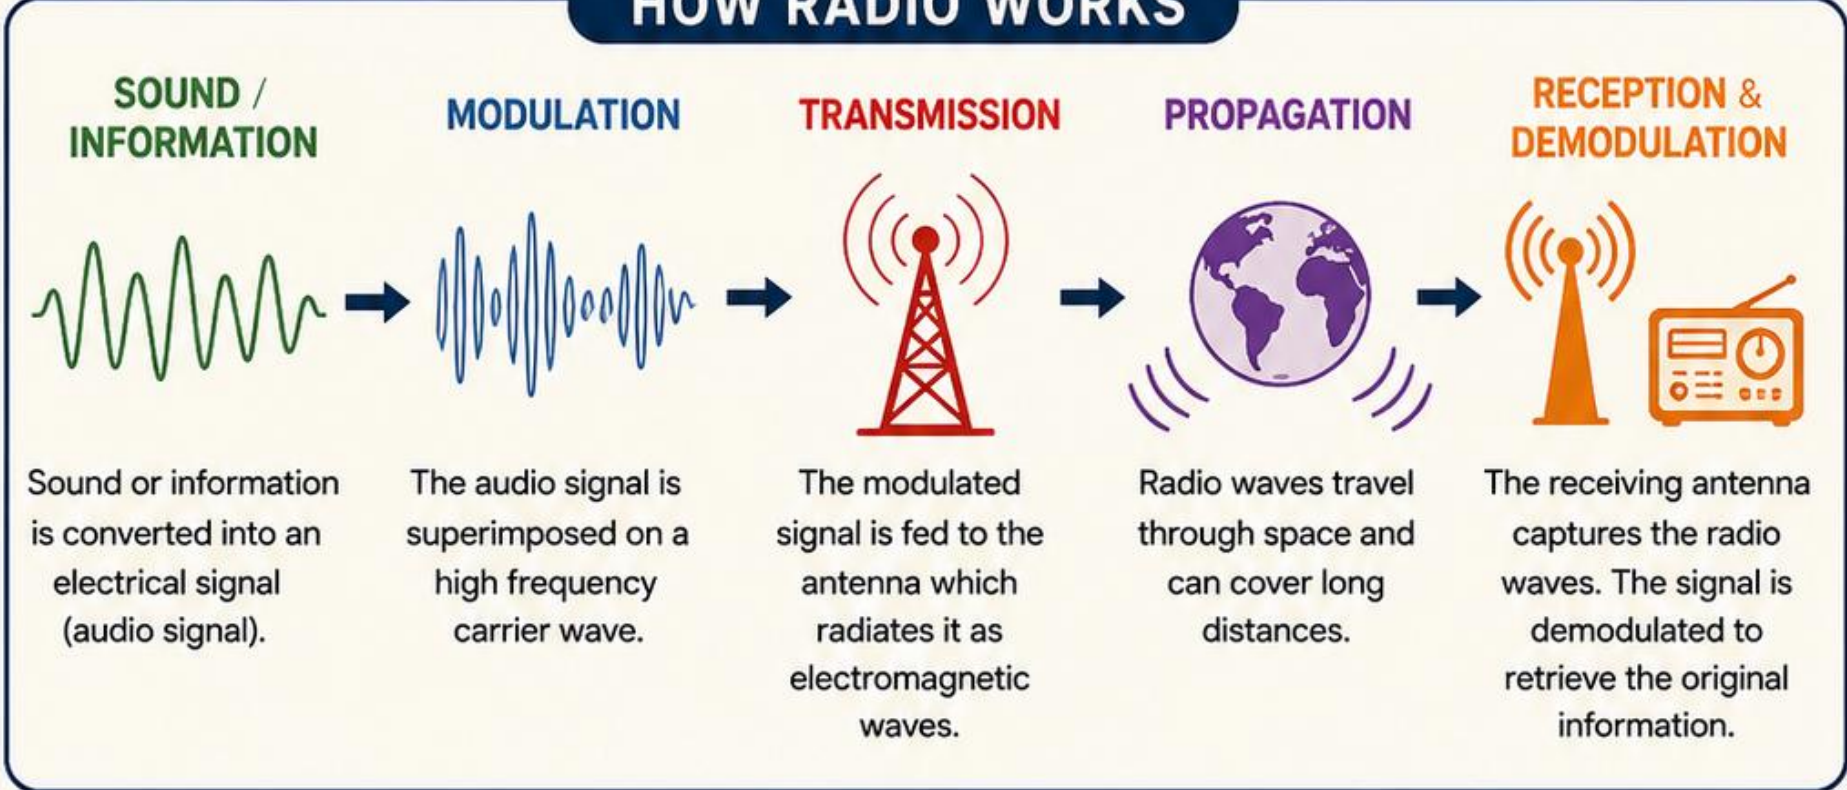 HOW RADIO WORKS
SOUND /
INFORMATION
Sound or information
is converted into an
electrical signal
(audio signal).
MODULATION
The audio signal is
superimposed on a
high frequency
carrier wave.
TRANSMISSION
The modulated
signal is fed to the
antenna which
radiates it as
electromagnetic
waves.
PROPAGATION
Radio waves travel
through space and
can cover long
distances.
RECEPTION &
DEMODULATION
The receiving antenna
captures the radio
waves. The signal is
demodulated to
retrieve the original
information.